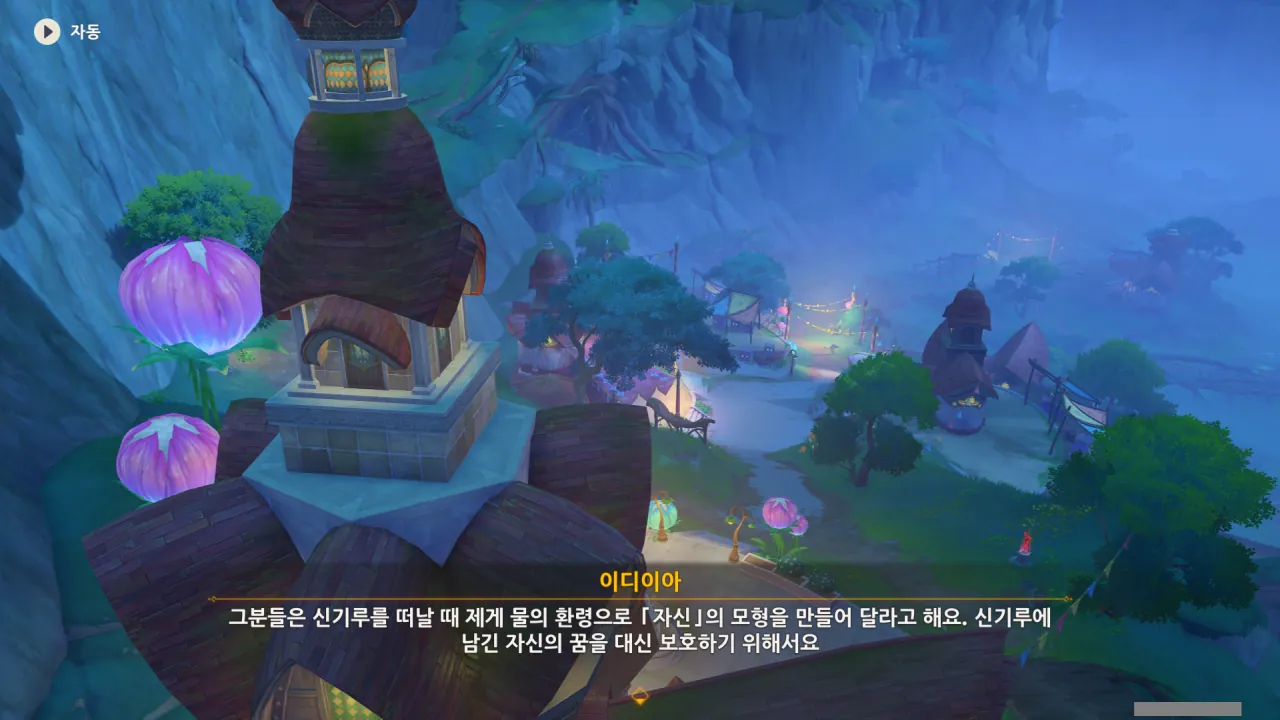 자동
이디이아
그분들은 신기루를 떠날 때 제게 물의 환령으로 「자신」의 모형을 만들어 달라고 해요. 신기루에
남긴 자신의 꿈을 대신 보호하기 위해서요